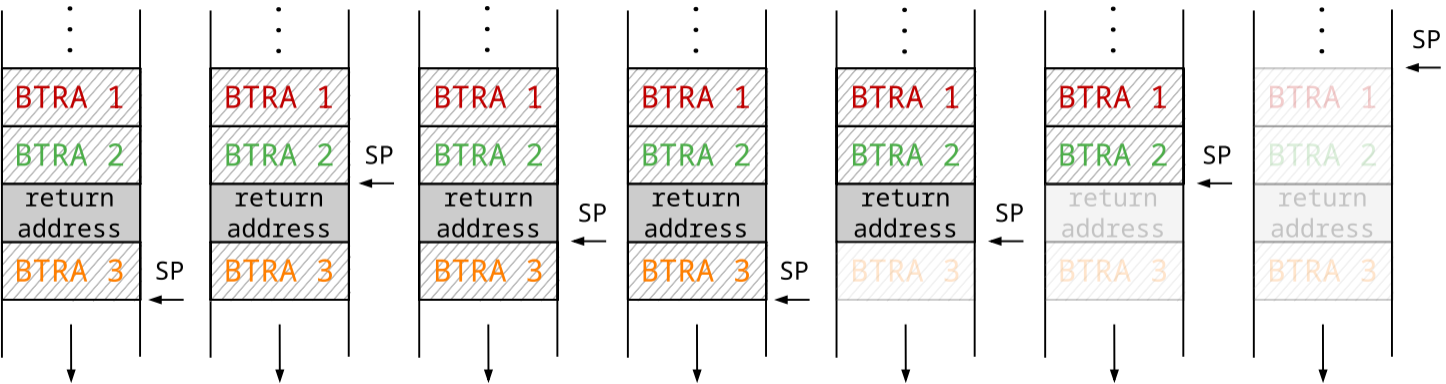 SP
BTRA 1 BTRA 1 BTRA 1 BTRA 1 BTRA 1 BTRA 1 BTRA 1
BTRA 2 BTRA 2 SP BTRA 2 BTRA 2 BTRA 2 BTRA 2 SP BTRA 2
return return return return return return return
address address SP address address address SP address address
BTRA 3 SP BTRA 3 BTRA 3 BTRA 3 SP BTRA 3 BTRA 3 BTRA 3